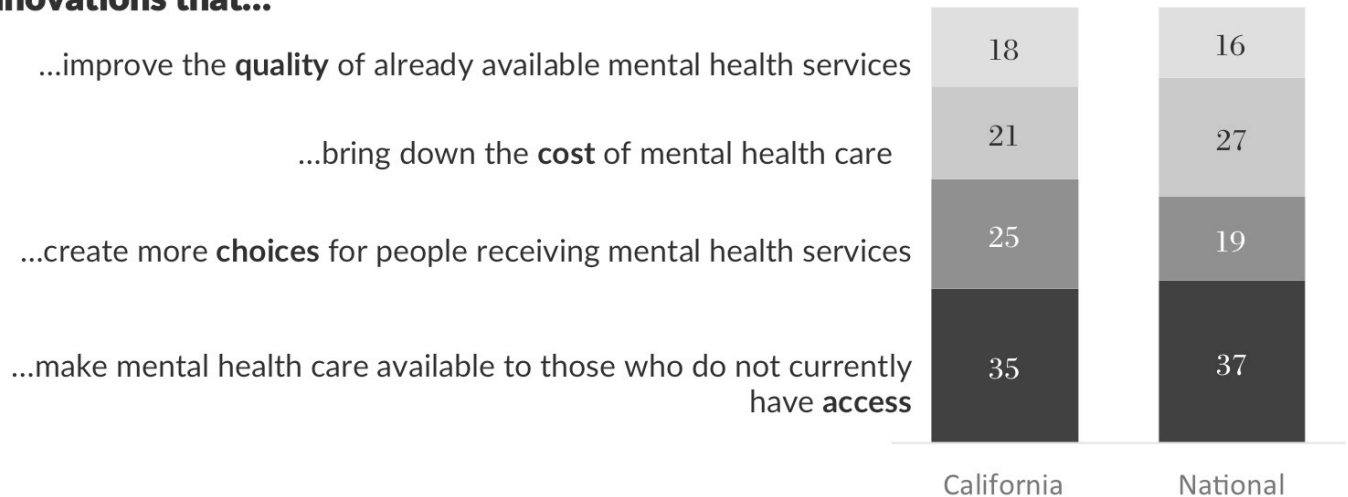 ...improve the quality of already available mental health services
18
16
...bring down the cost of mental health care
21
27
...create more choices for people receiving mental health services
25
19
...make mental health care available to those who do not currently
have access
35
37
California
National